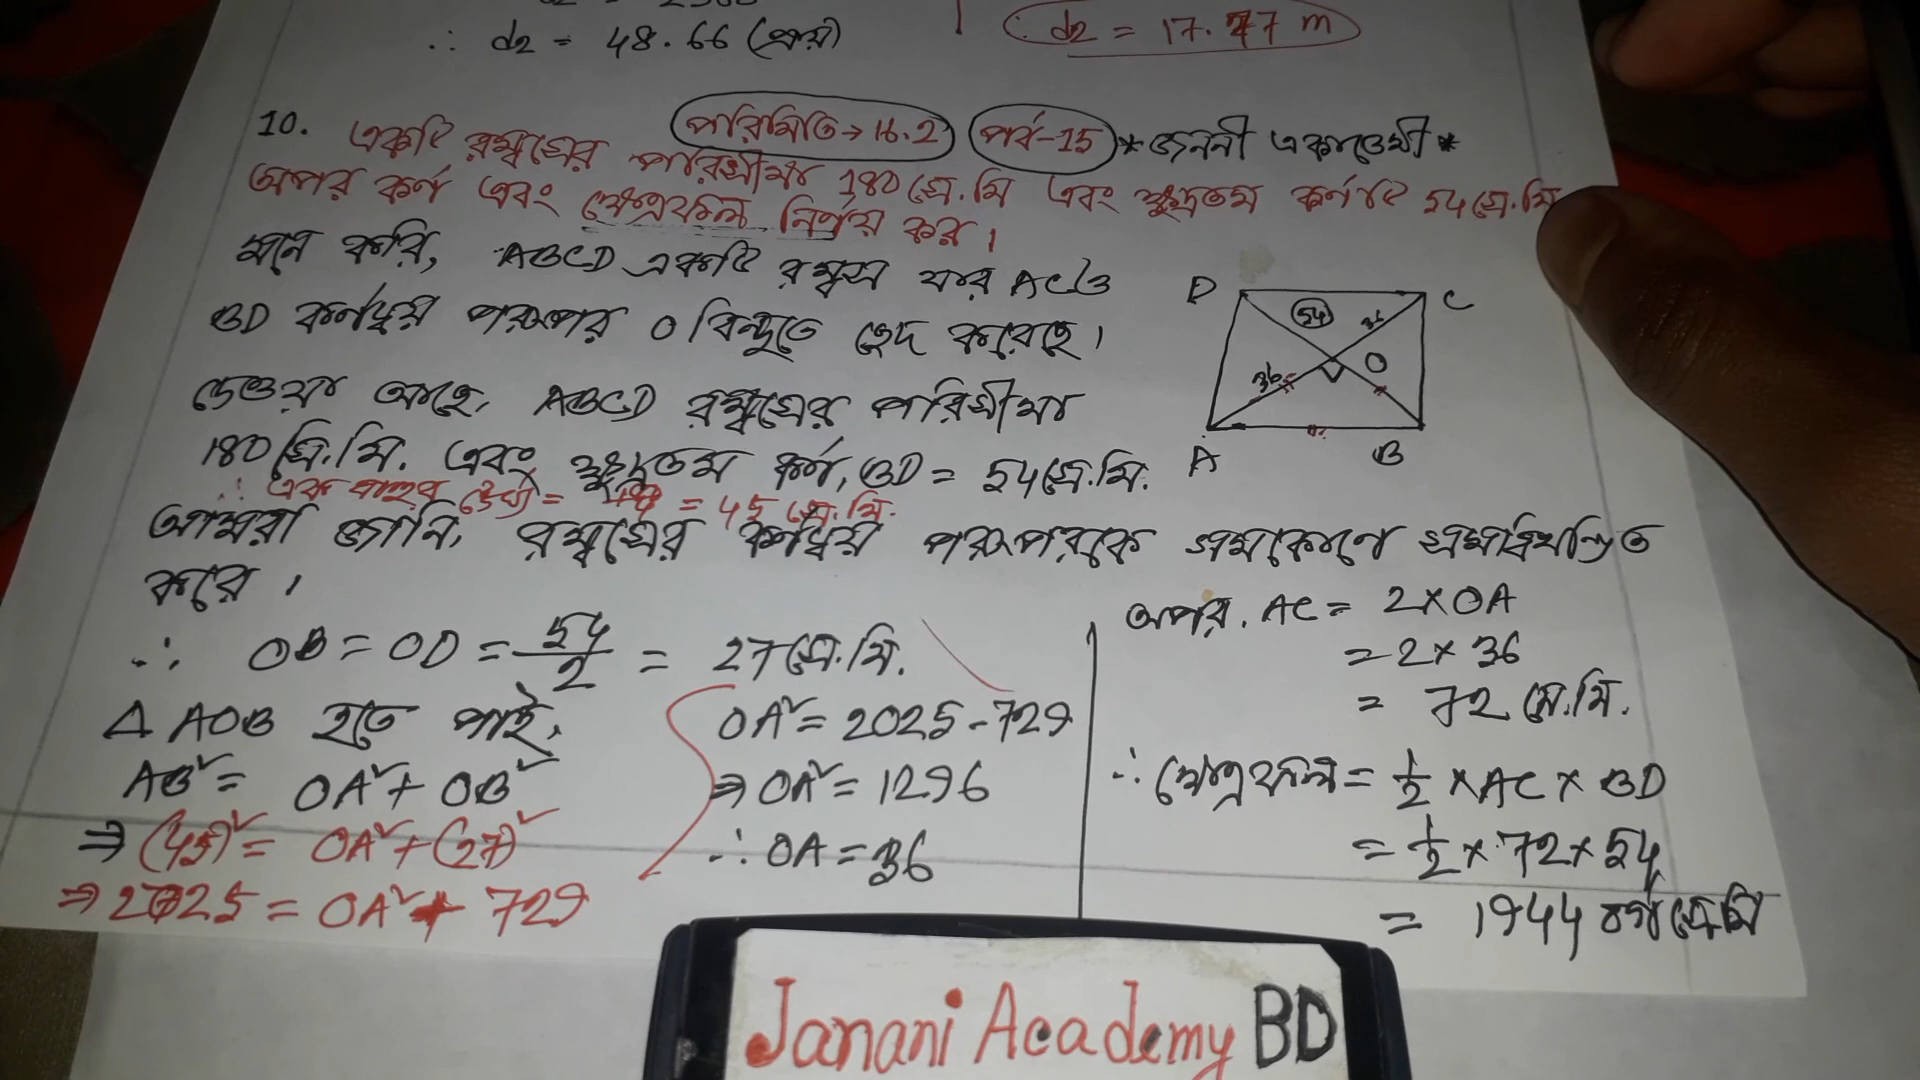 ∴ d₂ = 48.66 (প্রায়)
d₂ = 17.77 m
পরিমিতি → 16.2 পর্ব-15 * জননী একাডেমী *
10. একটি রম্বসের পরিসীমা 180 সে.মি এবং ক্ষুদ্রতম কর্ণটি 54 সে.মি
অপর কর্ণ এবং ক্ষেত্রফল নির্ণয় কর।
মনে করি, ABCD একটি রম্বস যার AC ও
BD কর্ণদ্বয় পরস্পর O বিন্দুতে ছেদ করেছে।
দেওয়া আছে, ABCD রম্বসের পরিসীমা
180 সে.মি. এবং ক্ষুদ্রতম কর্ণ, BD = 54 সে.মি.
∴ এক বাহুর দৈর্ঘ্য = = 45 সে.মি.
D C
54 36
36 O
A B
আমরা জানি, রম্বসের কর্ণদ্বয় পরস্পরকে সমকোণে সমদ্বিখন্ডিত
করে।
∴ OB = OD = 54/2 = 27 সে.মি.
Δ AOB হতে পাই,
AB² = OA² + OB²
⇒ (45)² = OA² + (27)²
⇒ 2025 = OA² + 729
OA² = 2025 - 729
⇒ OA² = 1296
∴ OA = 36
অপর, AC = 2 × OA
= 2 × 36
= 72 সে.মি.
∴ ক্ষেত্রফল = 1/2 × AC × BD
= 1/2 × 72 × 54
= 1944 বর্গ সে.মি
Janani Academy BD